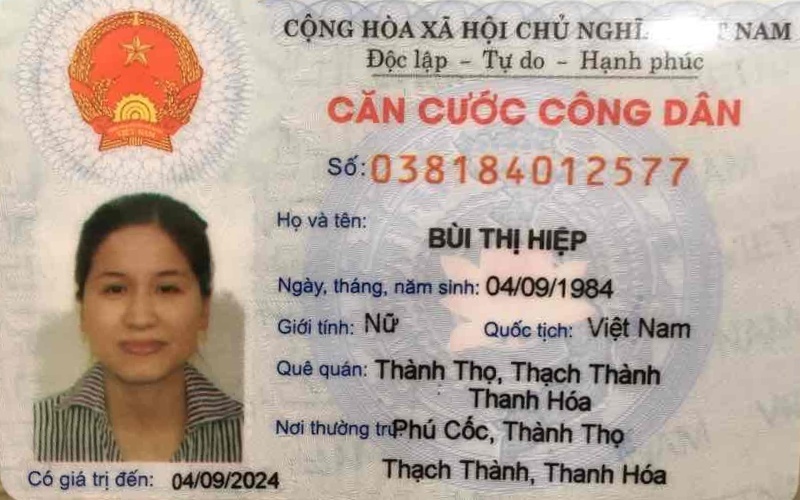 CỘNG HÒA XÃ HỘI CHỦ NGHĨ NAM
Độc lập - Tự do - Hạnh phúc
CĂN CƯỚC CÔNG DÂN
Số: 038184012577
Họ và tên:
BÙI THỊ HIỆP
Ngày, tháng, năm sinh: 04/09/1984
Giới tính: Nữ Quốc tịch: Việt Nam
Quê quán: Thành Thọ, Thạch Thành
Thanh Hóa
Nơi thường trú: Phú Cốc, Thành Thọ
Thạch Thành, Thanh Hóa
Có giá trị đến: 04/09/2024
VIỆT NAM